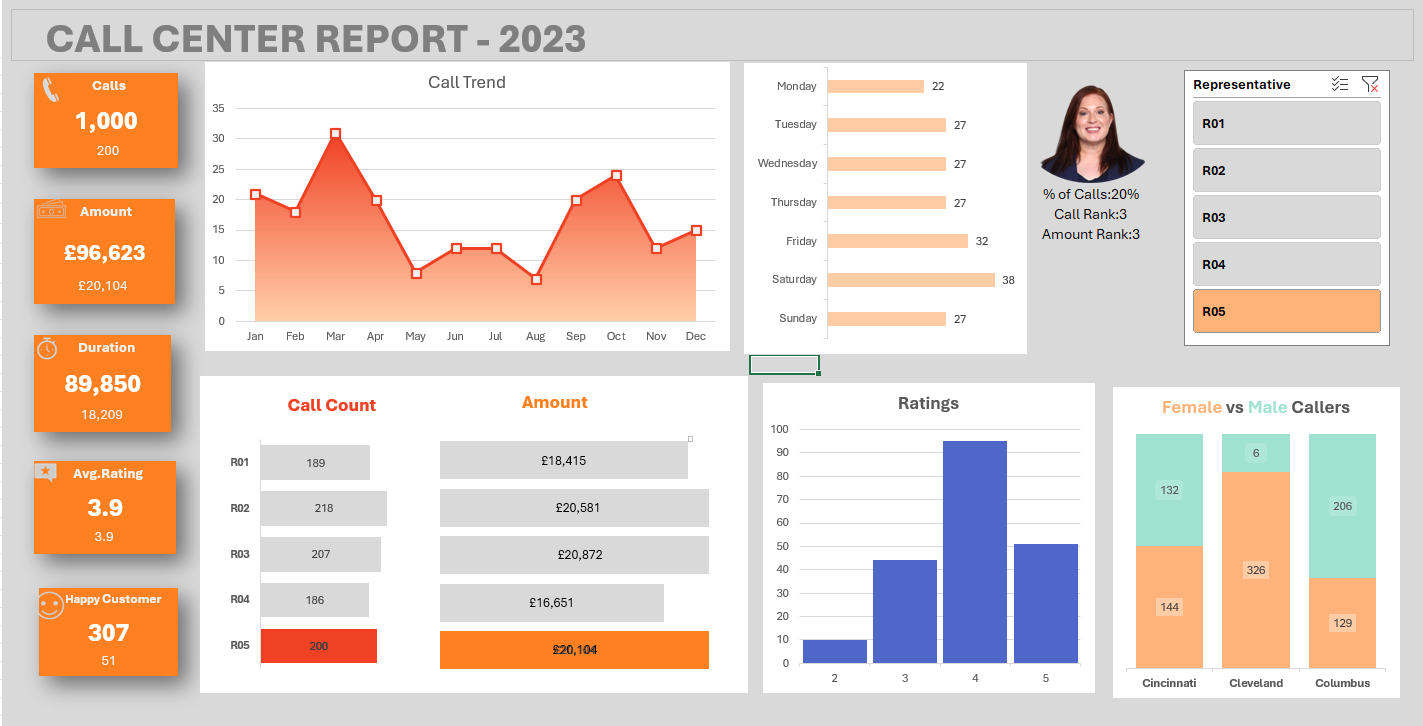 CALL CENTER REPORT - 2023
Calls
1,000
200
Amount
£96,623
£20,104
Duration
89,850
18,209
Avg.Rating
3.9
3.9
Happy Customer
307
51
Call Trend
35
30
25
20
15
10
5
0
Jan Feb Mar Apr May Jun Jul Aug Sep Oct Nov Dec
Monday 22
Tuesday 27
Wednesday 27
Thursday 27
Friday 32
Saturday 38
Sunday 27
% of Calls:20%
Call Rank:3
Amount Rank:3
Representative
R01
R02
R03
R04
R05
Call Count
R01 189
R02 218
R03 207
R04 186
R05 200
Amount
£18,415
£20,581
£20,872
£16,651
£20,104
Ratings
100
90
80
70
60
50
40
30
20
10
0
2 3 4 5
Female vs Male Callers
132 6 206
144 326 129
Cincinnati Cleveland Columbus